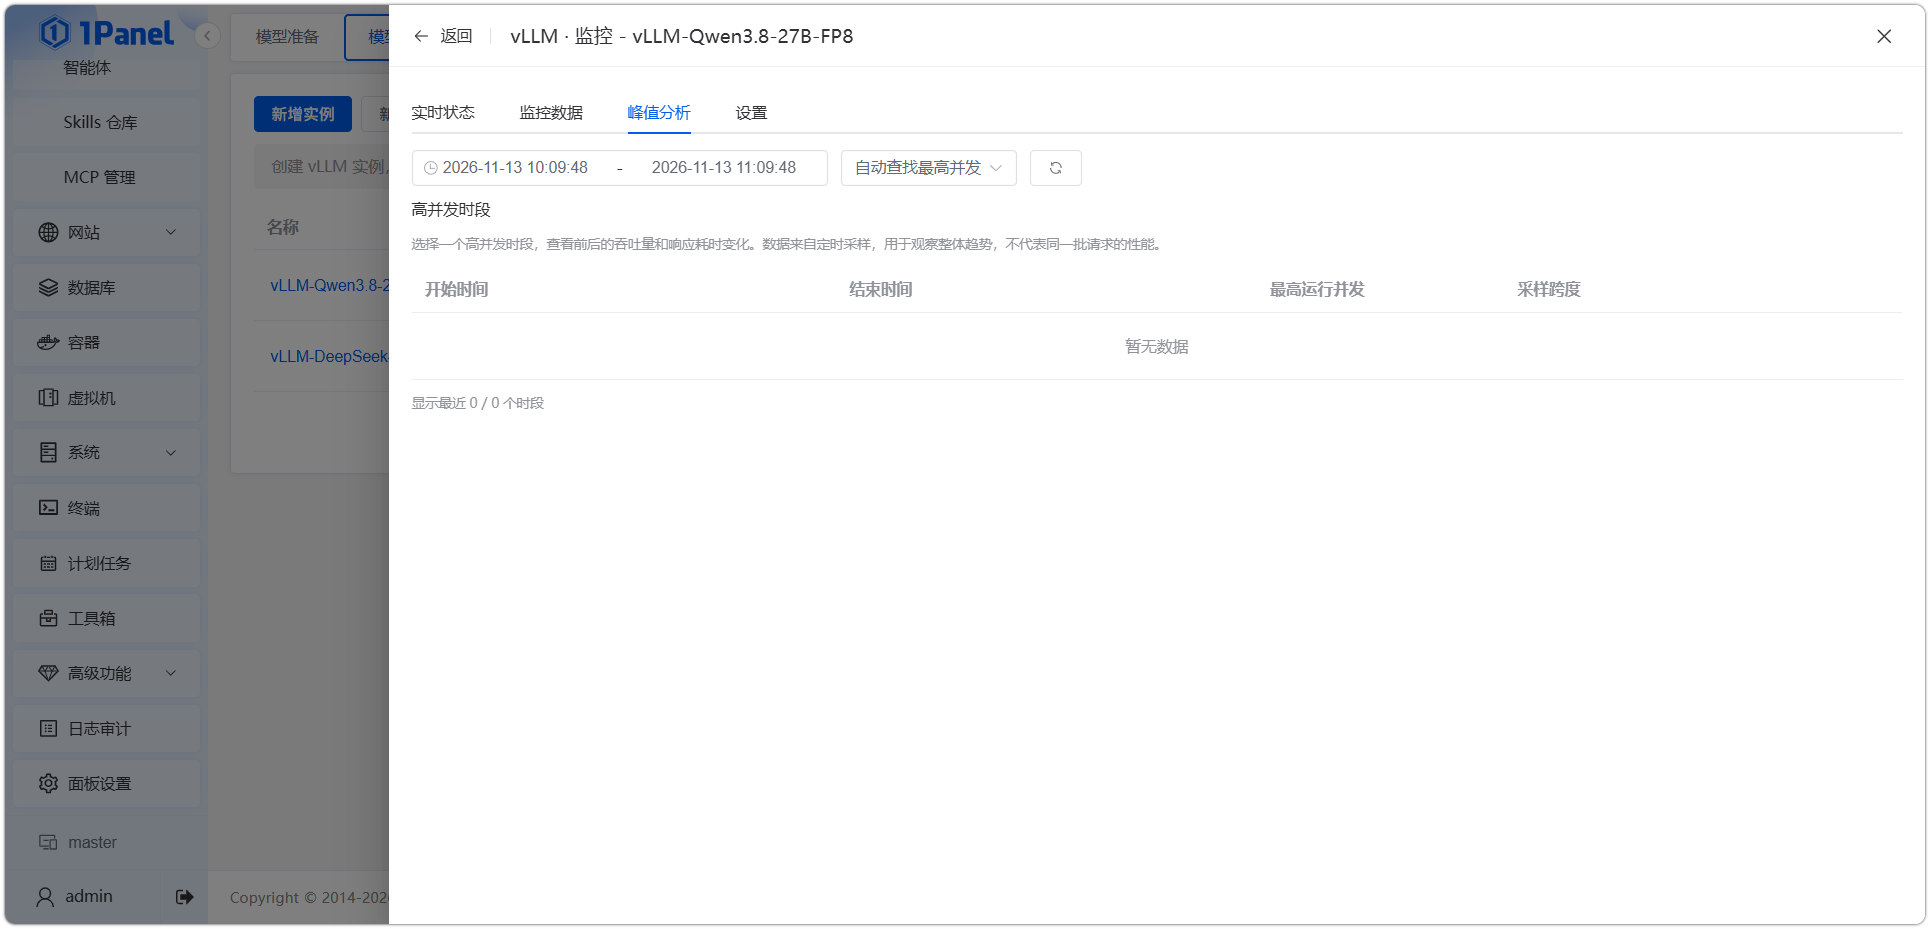 1Panel
智能体
Skills 仓库
MCP 管理
网站
数据库
容器
虚拟机
系统
终端
计划任务
工具箱
高级功能
日志审计
面板设置
master
admin
模型准备
新增实例
创建 vLLM 实例,
名称
vLLM-Qwen3.8-2
vLLM-DeepSeek
Copyright © 2014-202
返回 vLLM · 监控 - vLLM-Qwen3.8-27B-FP8
实时状态 监控数据 峰值分析 设置
2026-11-13 10:09:48 - 2026-11-13 11:09:48 自动查找最高并发
高并发时段
选择一个高并发时段，查看前后的吞吐量和响应耗时变化。数据来自定时采样，用于观察整体趋势，不代表同一批请求的性能。
开始时间 结束时间 最高运行并发 采样跨度
暂无数据
显示最近 0 / 0 个时段